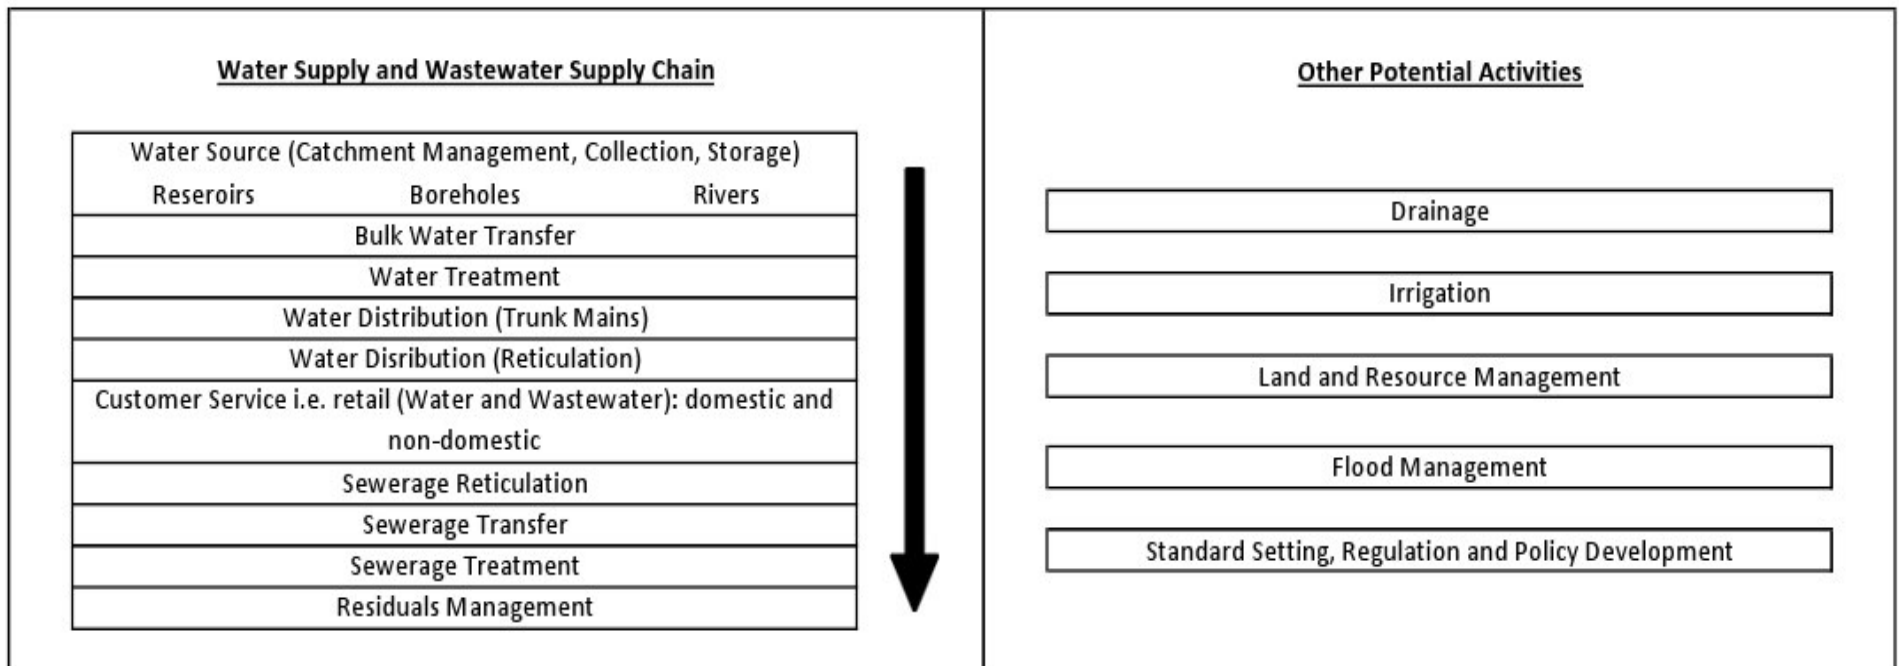 Water Supply and Wastewater Supply Chain
Water Source (Catchment Management, Collection, Storage)
Reseroirs Boreholes Rivers
Bulk Water Transfer
Water Treatment
Water Distribution (Trunk Mains)
Water Disribution (Reticulation)
Customer Service i.e. retail (Water and Wastewater): domestic and
non-domestic
Sewerage Reticulation
Sewerage Transfer
Sewerage Treatment
Residuals Management
Other Potential Activities
Drainage
Irrigation
Land and Resource Management
Flood Management
Standard Setting, Regulation and Policy Development